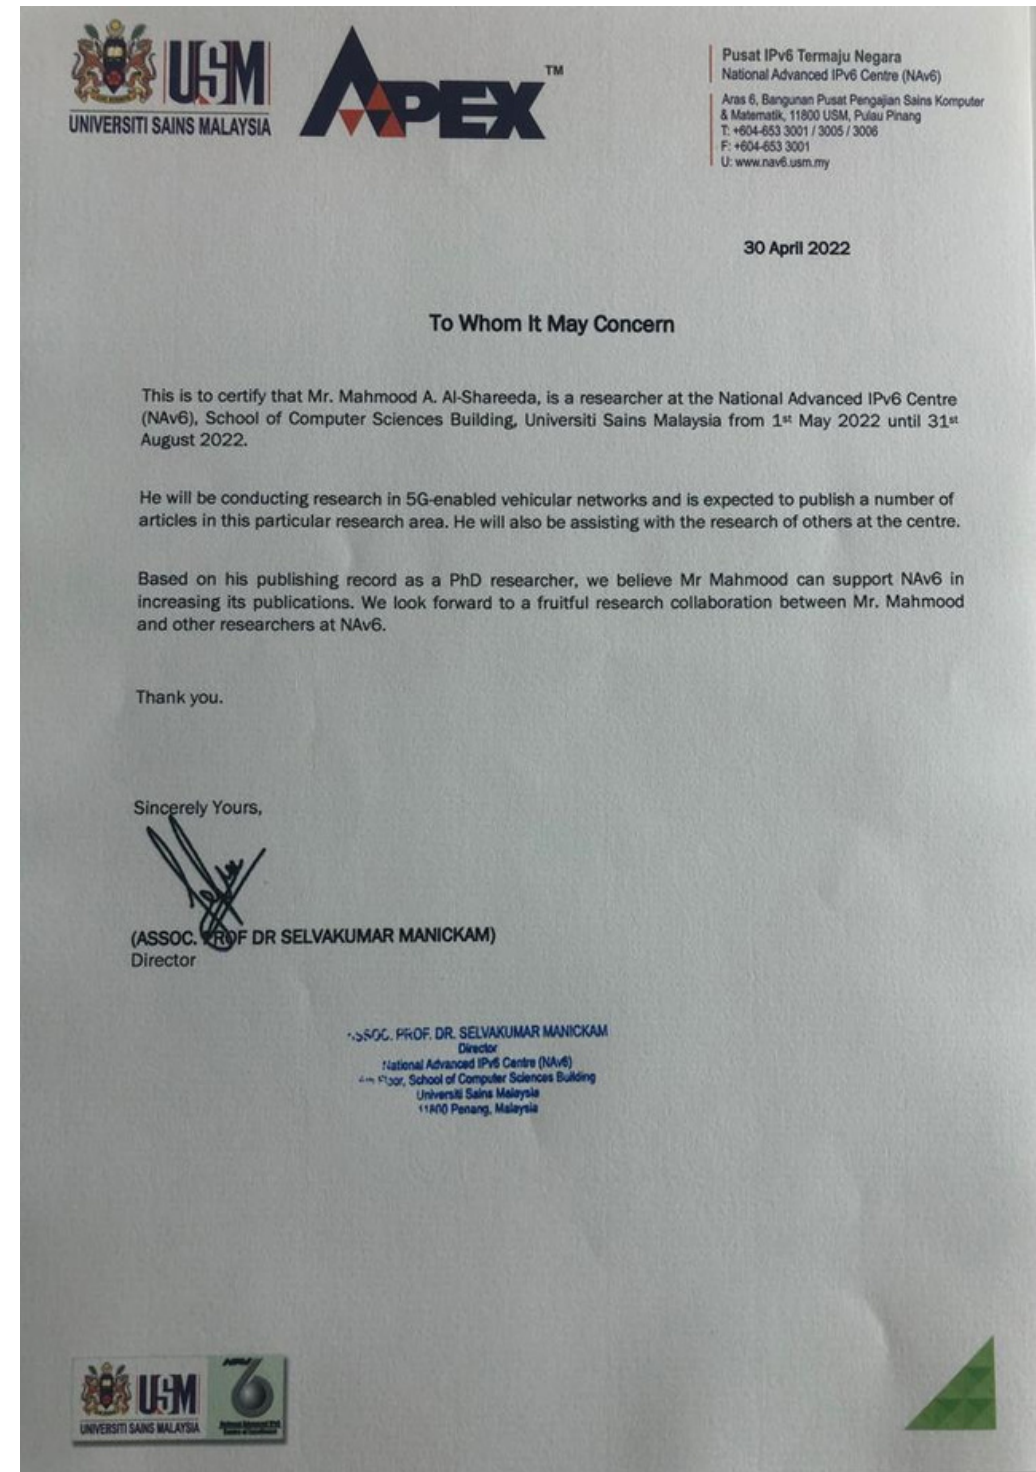 USM
UNIVERSITI SAINS MALAYSIA
APEX™
Pusat IPv6 Termaju Negara
National Advanced IPv6 Centre (NAv6)
Aras 6, Bangunan Pusat Pengajian Sains Komputer
& Matematik, 11800 USM, Pulau Pinang
T: +604-653 3001 / 3005 / 3006
F: +604-653 3001
U: www.nav6.usm.my
30 April 2022
To Whom It May Concern
This is to certify that Mr. Mahmood A. Al-Shareeda, is a researcher at the National Advanced IPv6 Centre
(NAv6), School of Computer Sciences Building, Universiti Sains Malaysia from 1st May 2022 until 31st
August 2022.
He will be conducting research in 5G-enabled vehicular networks and is expected to publish a number of
articles in this particular research area. He will also be assisting with the research of others at the centre.
Based on his publishing record as a PhD researcher, we believe Mr Mahmood can support NAv6 in
increasing its publications. We look forward to a fruitful research collaboration between Mr. Mahmood
and other researchers at NAv6.
Thank you.
Sincerely Yours,
(ASSOC. PROF DR SELVAKUMAR MANICKAM)
Director
ASSOC. PROF. DR. SELVAKUMAR MANICKAM
Director
National Advanced IPv6 Centre (NAv6)
Floor, School of Computer Sciences Building
Universiti Sains Malaysia
11800 Penang, Malaysia
USM
UNIVERSITI SAINS MALAYSIA
NAV6